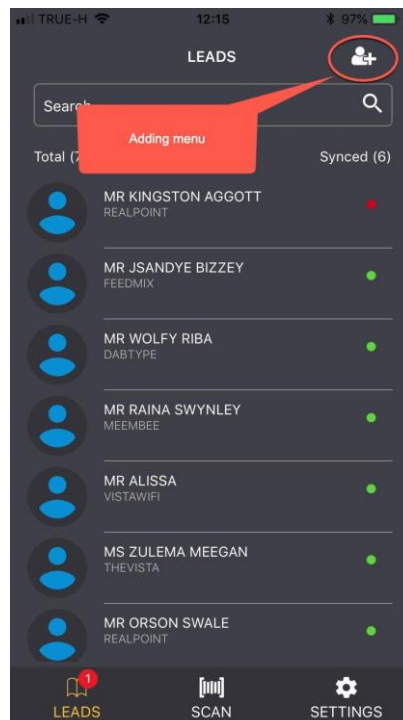 TRUE-H 12:15 97%
LEADS
Search
Adding menu
Total (7 Synced (6)
MR KINGSTON AGGOTT
REALPOINT
MR JSANDYE BIZZEY
FEEDMIX
MR WOLFY RIBA
DABTYPE
MR RAINA SWYNLEY
MEEMBEE
MR ALISSA
VISTAWIFI
MS ZULEMA MEEGAN
THEVISTA
MR ORSON SWALE
REALPOINT
1
LEADS SCAN SETTINGS